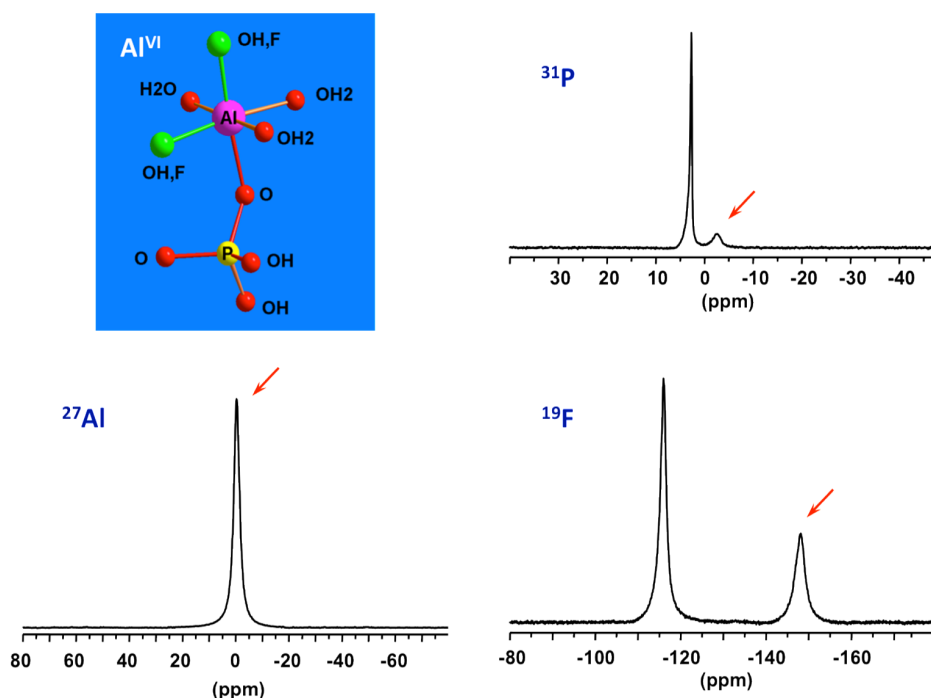 Al^VI
OH,F
H2O
OH2
Al
OH2
OH,F
O
O
P
OH
OH
31P
30 20 10 0 -10 -20 -30 -40
(ppm)
27Al
80 60 40 20 0 -20 -40 -60
(ppm)
19F
-80 -100 -120 -140 -160
(ppm)